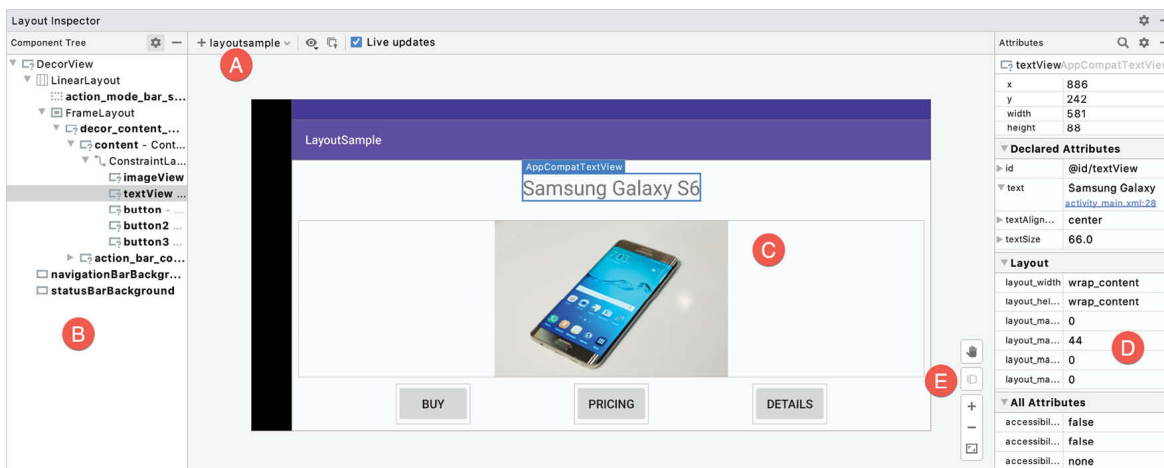 Layout Inspector
Component Tree
+ layoutsample
Live updates
Attributes
A
DecorView
LinearLayout
action_mode_bar_s...
FrameLayout
decor_content_...
content - Cont...
ConstraintLa...
imageView
textView ...
button - ...
button2 ...
button3 ...
action_bar_co...
navigationBarBackgr...
statusBarBackground
B
LayoutSample
AppCompatTextView
Samsung Galaxy S6
C
BUY
PRICING
DETAILS
E
+
−
textView AppCompatTextView
x 886
y 242
width 581
height 88
Declared Attributes
id @id/textView
text Samsung Galaxy
activity_main.xml:28
textAlign... center
textSize 66.0
Layout
layout_width wrap_content
layout_hei... wrap_content
layout_ma... 0
layout_ma... 44
layout_ma... 0
layout_ma... 0
D
All Attributes
accessibil... false
accessibil... false
accessibil... none